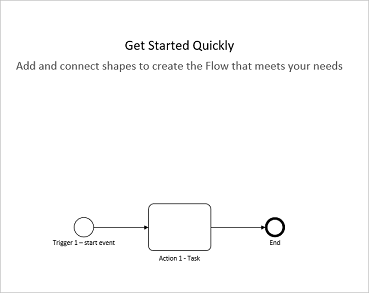 Get Started Quickly
Add and connect shapes to create the Flow that meets your needs
Trigger 1 – start event
Action 1 - Task
End